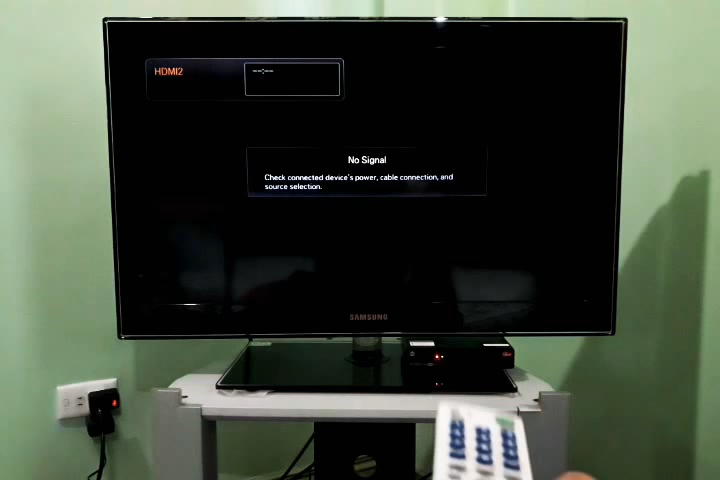 HDMI2
--:--
No Signal
Check connected device's power, cable connection, and
source selection.
SAMSUNG